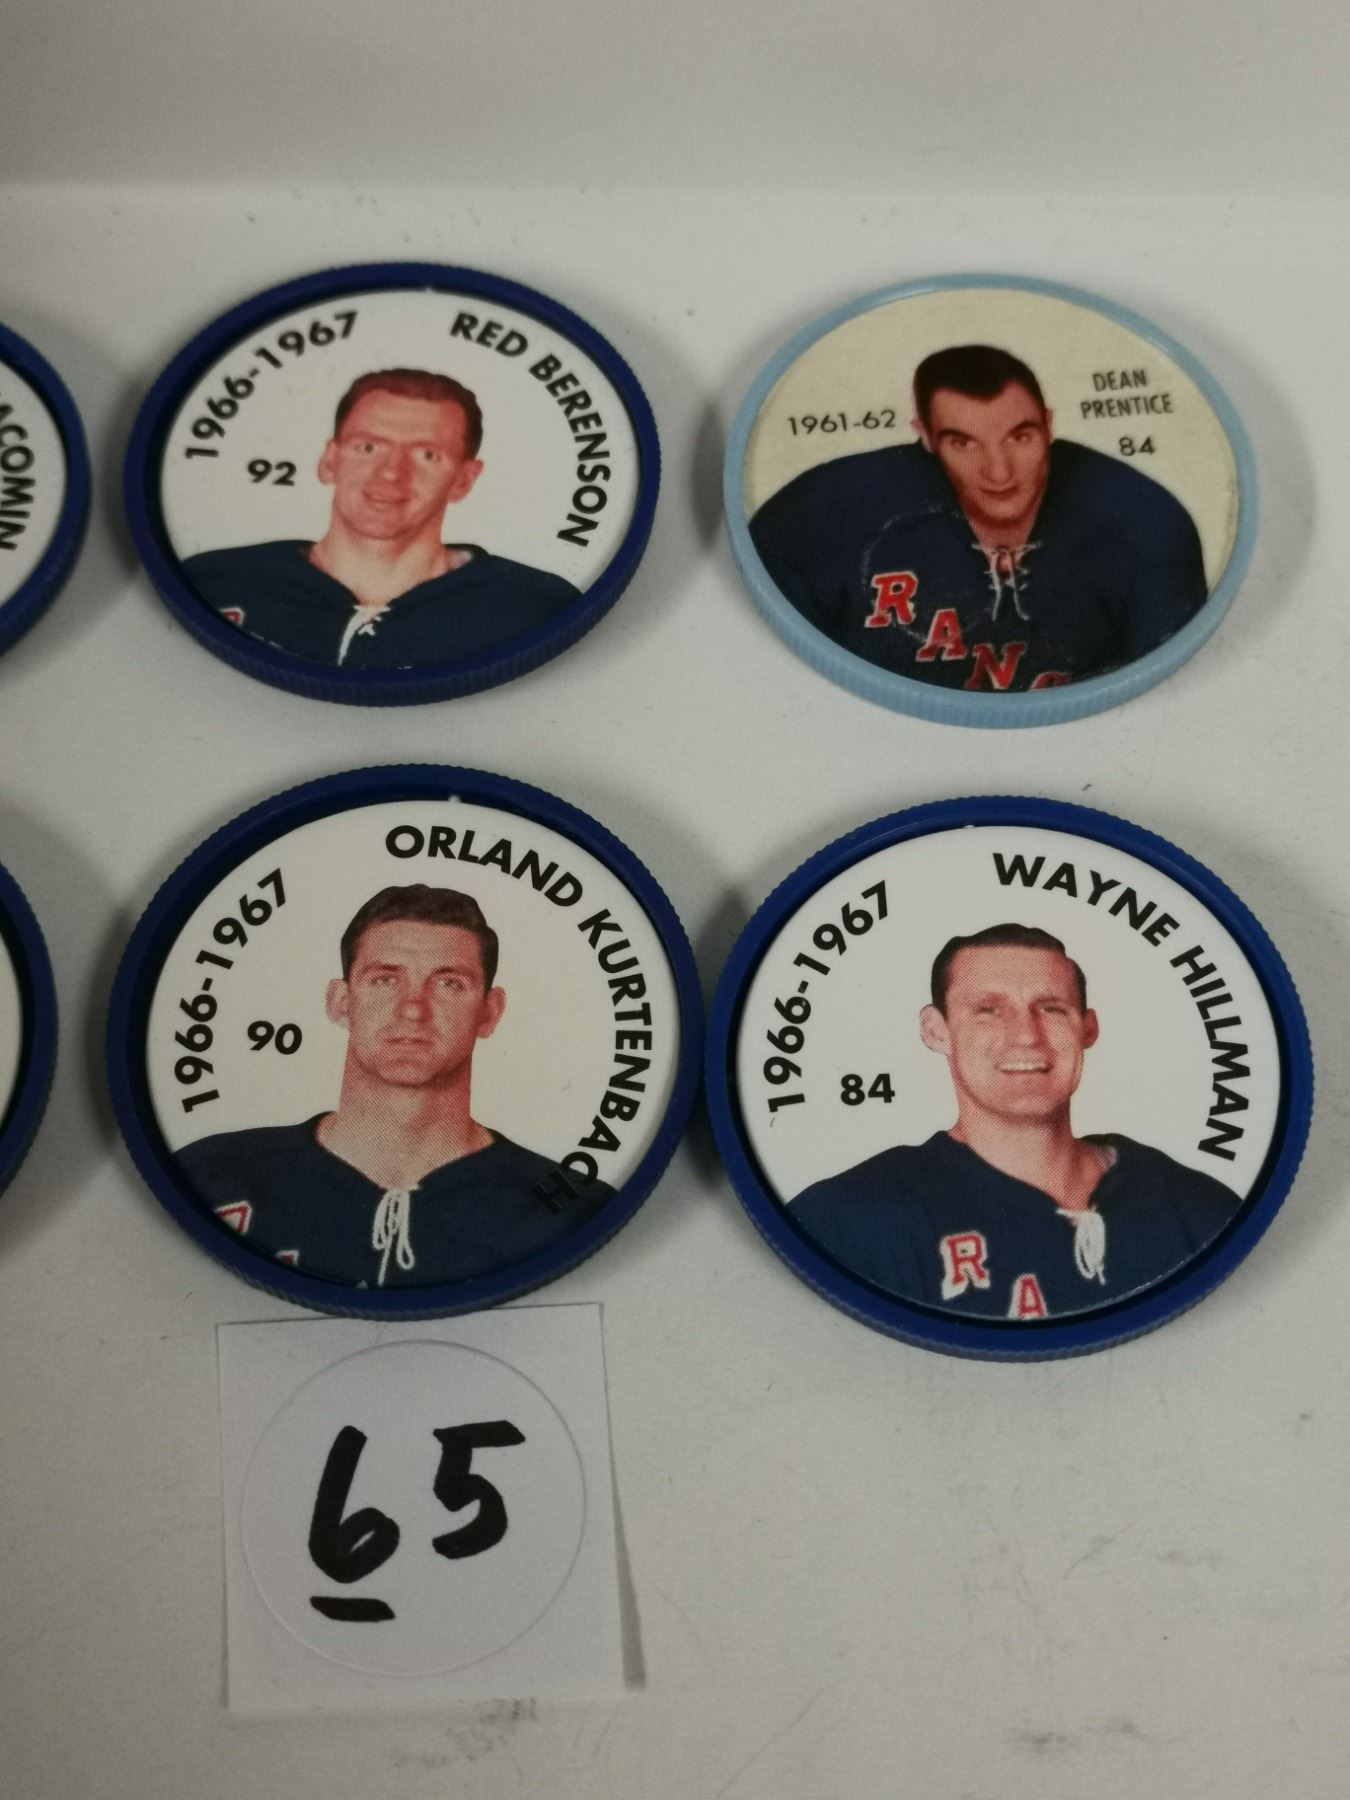 ACOMIN
1966-1967
RED BERENSON
92
1961-62
DEAN
PRENTICE
84
RANG
1966-1967
ORLAND KURTENBACH
90
1966-1967
WAYNE HILLMAN
84
RA
65